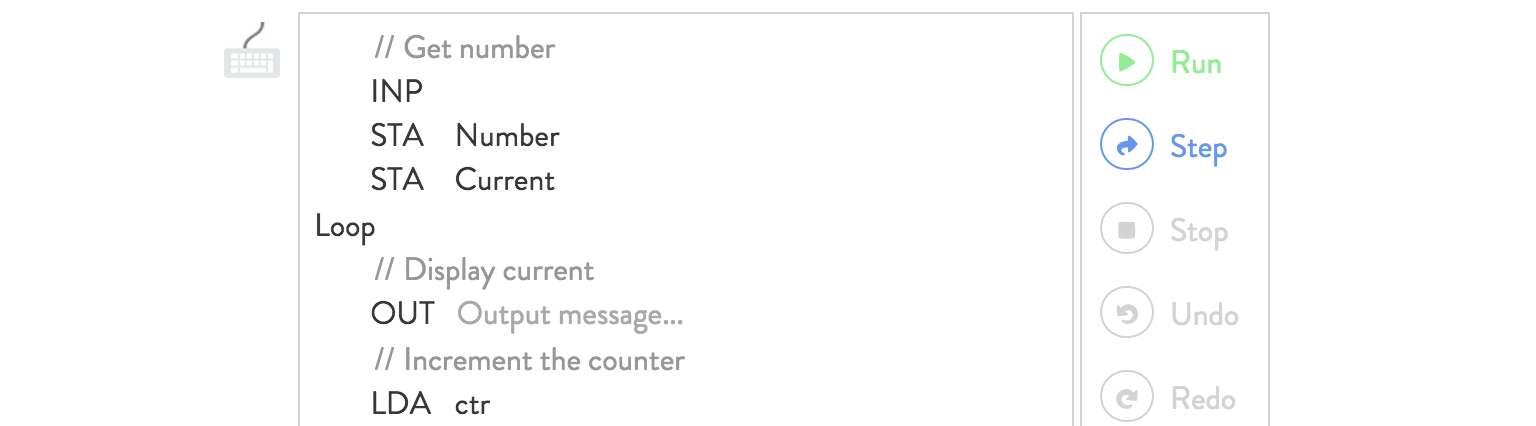 // Get number
INP
STA Number
STA Current
Loop
// Display current
OUT Output message...
// Increment the counter
LDA ctr
Run
Step
Stop
Undo
Redo